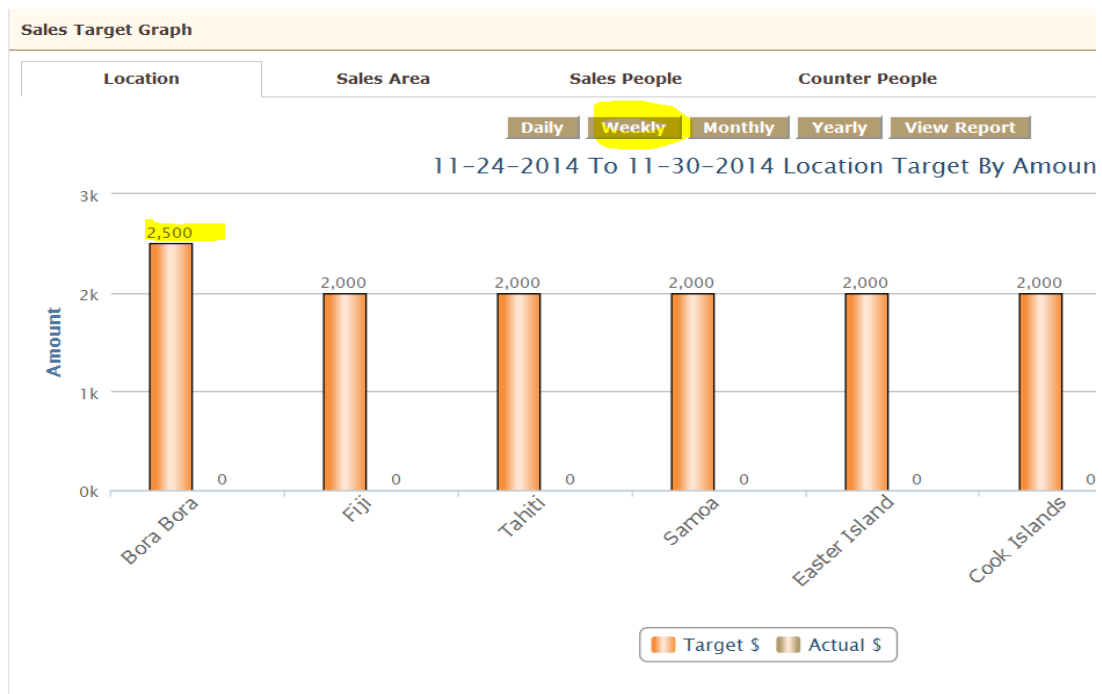 Sales Target Graph
Location Sales Area Sales People Counter People
Daily Weekly Monthly Yearly View Report
11-24-2014 To 11-30-2014 Location Target By Amoun
3k
2,500
2,000 2,000 2,000 2,000 2,000
2k
Amount
1k
0 0 0 0 0 0
0k
Bora Bora Fiji Tahiti Samoa Easter Island Cook Islands
Target $ Actual $